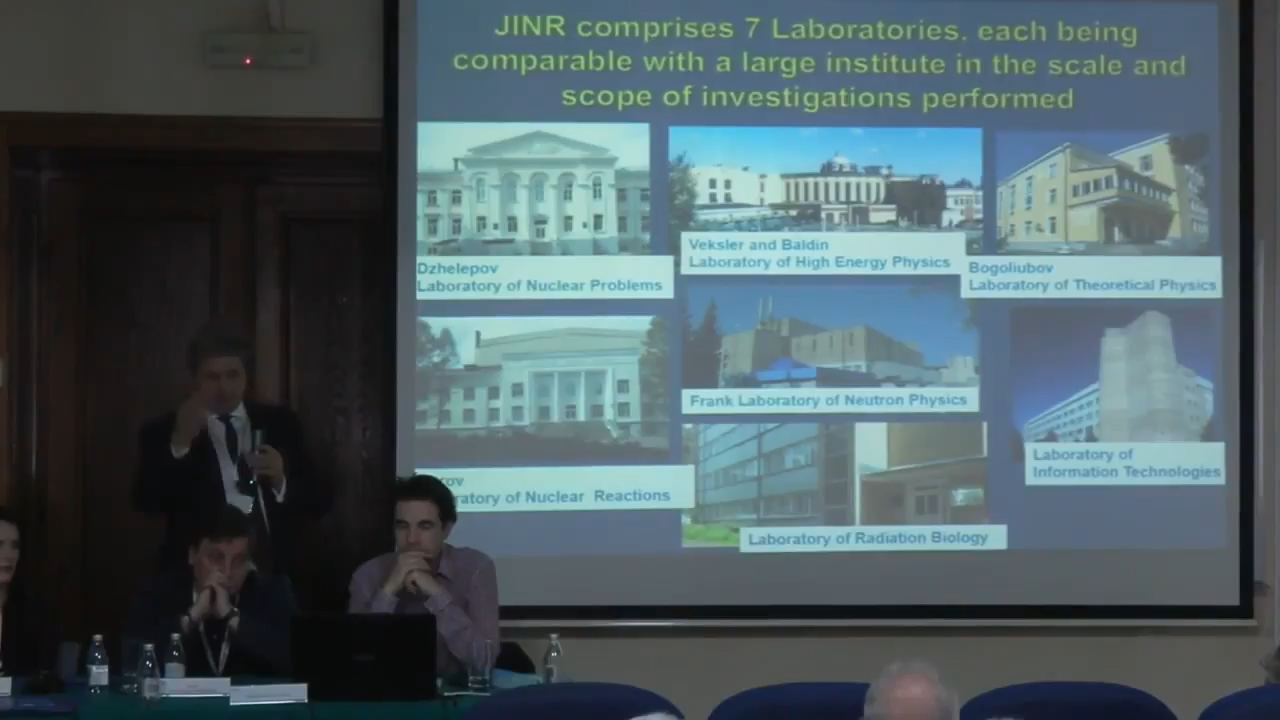 JINR comprises 7 Laboratories, each being
comparable with a large institute in the scale and
scope of investigations performed
Dzhelepov
Laboratory of Nuclear Problems
Veksler and Baldin
Laboratory of High Energy Physics
Bogoliubov
Laboratory of Theoretical Physics
Frank Laboratory of Neutron Physics
rov
ratory of Nuclear Reactions
Laboratory of
Information Technologies
Laboratory of Radiation Biology